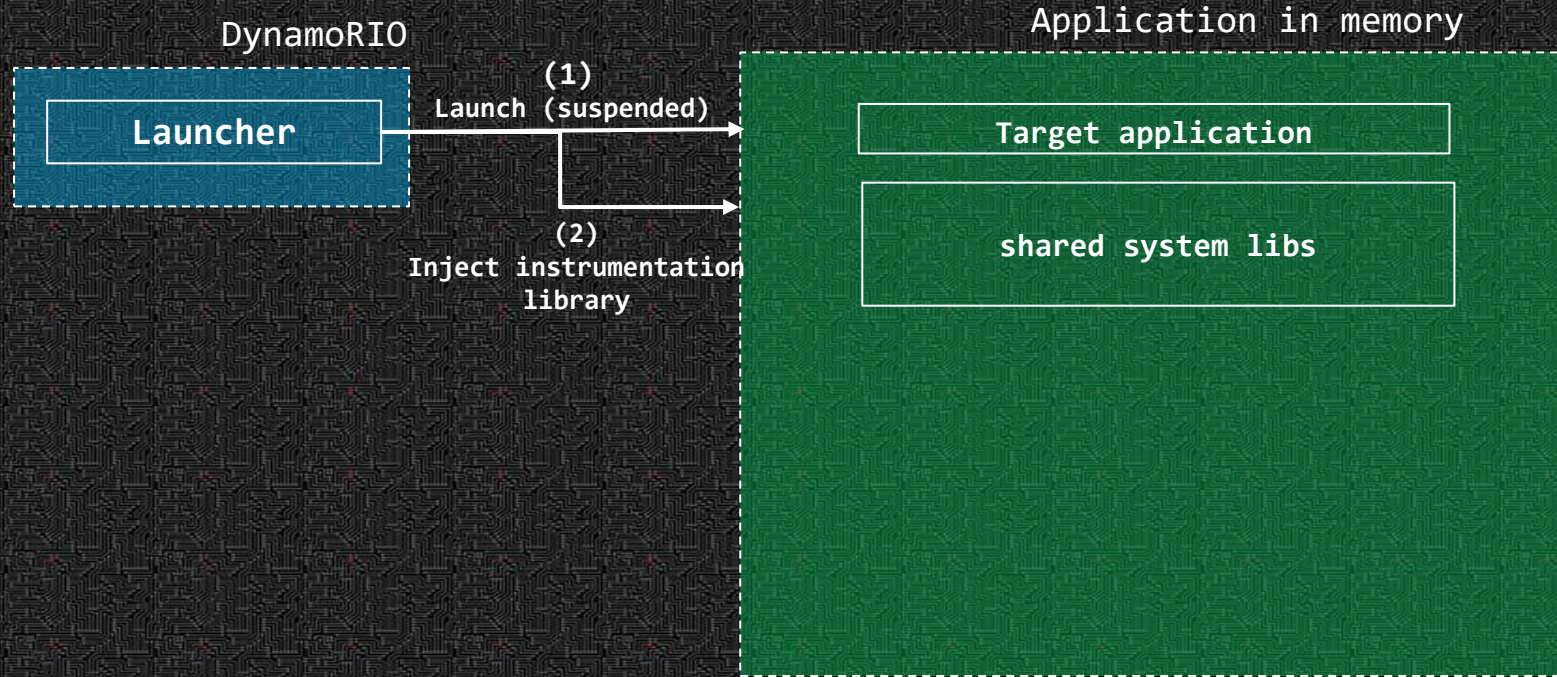 DynamoRIO
Application in memory
Launcher
(1)
Launch (suspended)
(2)
Inject instrumentation
library
Target application
shared system libs